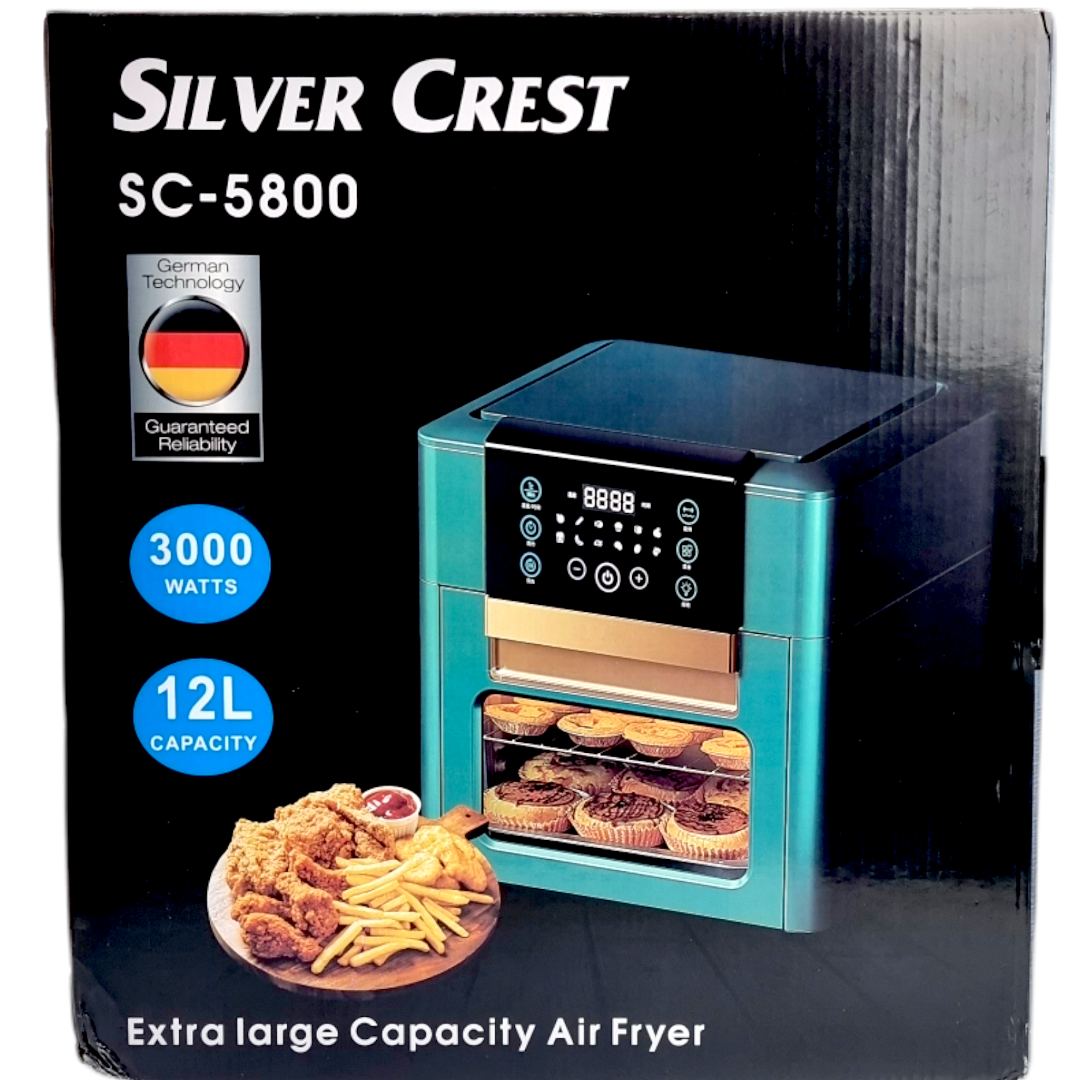 SILVER CREST
SC-5800
German
Technology
Guaranteed
Reliability
3000
WATTS
12L
CAPACITY
8888
Extra large Capacity Air Fryer